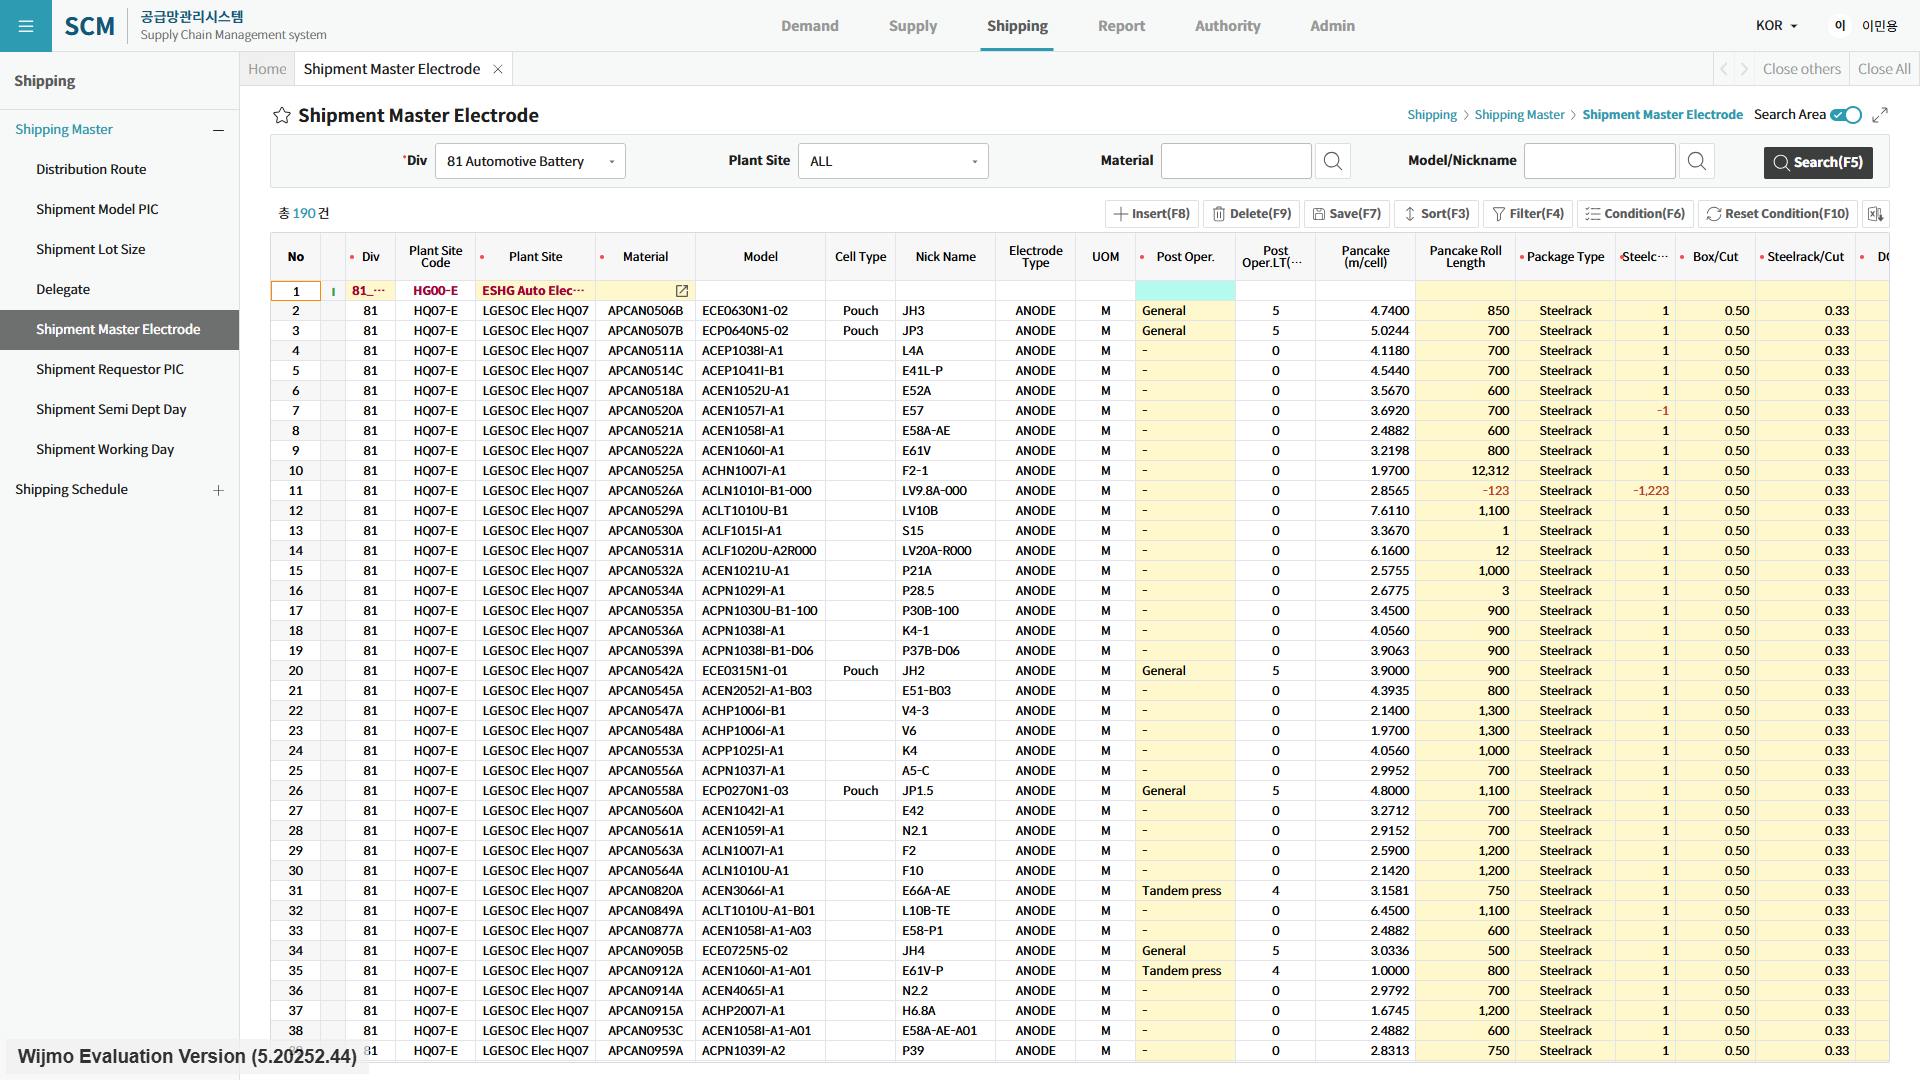 SCM
공급망관리시스템
Supply Chain Management system
Demand Supply Shipping Report Authority Admin
KOR 이 이민용
Shipping
Home Shipment Master Electrode
Close others Close All
Shipping Master
Distribution Route
Shipment Model PIC
Shipment Lot Size
Delegate
Shipment Master Electrode
Shipment Requestor PIC
Shipment Semi Dept Day
Shipment Working Day
Shipping Schedule
Shipment Master Electrode
Shipping > Shipping Master > Shipment Master Electrode Search Area
*Div 81 Automotive Battery Plant Site ALL Material Model/Nickname Search(F5)
총 190 건
Insert(F8) Delete(F9) Save(F7) Sort(F3) Filter(F4) Condition(F6) Reset Condition(F10)
No Div Plant Site Code Plant Site Material Model Cell Type Nick Name Electrode Type UOM Post Oper. Post Oper.LT(··· Pancake (m/cell) Pancake Roll Length Package Type Steelc··· Box/Cut Steelrack/Cut
1 I 81_··· HG00-E ESHG Auto Elec···
2 81 HQ07-E LGESOC Elec HQ07 APCAN0506B ECE0630N1-02 Pouch JH3 ANODE M General 5 4.7400 850 Steelrack 1 0.50 0.33
3 81 HQ07-E LGESOC Elec HQ07 APCAN0507B ECP0640N5-02 Pouch JP3 ANODE M General 5 5.0244 700 Steelrack 1 0.50 0.33
4 81 HQ07-E LGESOC Elec HQ07 APCAN0511A ACEP1038I-A1 L4A ANODE M - 0 4.1180 700 Steelrack 1 0.50 0.33
5 81 HQ07-E LGESOC Elec HQ07 APCAN0514C ACEP1041I-B1 E41L-P ANODE M - 0 4.5440 700 Steelrack 1 0.50 0.33
6 81 HQ07-E LGESOC Elec HQ07 APCAN0518A ACEN1052U-A1 E52A ANODE M - 0 3.5670 600 Steelrack 1 0.50 0.33
7 81 HQ07-E LGESOC Elec HQ07 APCAN0520A ACEN1057I-A1 E57 ANODE M - 0 3.6920 700 Steelrack -1 0.50 0.33
8 81 HQ07-E LGESOC Elec HQ07 APCAN0521A ACEN1058I-A1 E58A-AE ANODE M - 0 2.4882 600 Steelrack 1 0.50 0.33
9 81 HQ07-E LGESOC Elec HQ07 APCAN0522A ACEN1060I-A1 E61V ANODE M - 0 3.2198 800 Steelrack 1 0.50 0.33
10 81 HQ07-E LGESOC Elec HQ07 APCAN0525A ACHN1007I-A1 F2-1 ANODE M - 0 1.9700 12,312 Steelrack 1 0.50 0.33
11 81 HQ07-E LGESOC Elec HQ07 APCAN0526A ACLN1010I-B1-000 LV9.8A-000 ANODE M - 0 2.8565 -123 Steelrack -1,223 0.50 0.33
12 81 HQ07-E LGESOC Elec HQ07 APCAN0529A ACLT1010U-B1 LV10B ANODE M - 0 7.6110 1,100 Steelrack 1 0.50 0.33
13 81 HQ07-E LGESOC Elec HQ07 APCAN0530A ACLF1015I-A1 S15 ANODE M - 0 3.3670 1 Steelrack 1 0.50 0.33
14 81 HQ07-E LGESOC Elec HQ07 APCAN0531A ACLF1020U-A2R000 LV20A-R000 ANODE M - 0 6.1600 12 Steelrack 1 0.50 0.33
15 81 HQ07-E LGESOC Elec HQ07 APCAN0532A ACEN1021U-A1 P21A ANODE M - 0 2.5755 1,000 Steelrack 1 0.50 0.33
16 81 HQ07-E LGESOC Elec HQ07 APCAN0534A ACPN1029I-A1 P28.5 ANODE M - 0 2.6775 3 Steelrack 1 0.50 0.33
17 81 HQ07-E LGESOC Elec HQ07 APCAN0535A ACPN1030U-B1-100 P30B-100 ANODE M - 0 3.4500 900 Steelrack 1 0.50 0.33
18 81 HQ07-E LGESOC Elec HQ07 APCAN0536A ACPN1038I-A1 K4-1 ANODE M - 0 4.0560 900 Steelrack 1 0.50 0.33
19 81 HQ07-E LGESOC Elec HQ07 APCAN0539A ACPN1038I-B1-D06 P37B-D06 ANODE M - 0 3.9063 900 Steelrack 1 0.50 0.33
20 81 HQ07-E LGESOC Elec HQ07 APCAN0542A ECE0315N1-01 Pouch JH2 ANODE M General 5 3.9000 900 Steelrack 1 0.50 0.33
21 81 HQ07-E LGESOC Elec HQ07 APCAN0545A ACEN2052I-A1-B03 E51-B03 ANODE M - 0 4.3935 800 Steelrack 1 0.50 0.33
22 81 HQ07-E LGESOC Elec HQ07 APCAN0547A ACHP1006I-B1 V4-3 ANODE M - 0 2.1400 1,300 Steelrack 1 0.50 0.33
23 81 HQ07-E LGESOC Elec HQ07 APCAN0548A ACHP1006I-A1 V6 ANODE M - 0 1.9700 1,300 Steelrack 1 0.50 0.33
24 81 HQ07-E LGESOC Elec HQ07 APCAN0553A ACPP1025I-A1 K4 ANODE M - 0 4.0560 1,000 Steelrack 1 0.50 0.33
25 81 HQ07-E LGESOC Elec HQ07 APCAN0556A ACPN1037I-A1 A5-C ANODE M - 0 2.9952 700 Steelrack 1 0.50 0.33
26 81 HQ07-E LGESOC Elec HQ07 APCAN0558A ECP0270N1-03 Pouch JP1.5 ANODE M General 5 4.8000 1,100 Steelrack 1 0.50 0.33
27 81 HQ07-E LGESOC Elec HQ07 APCAN0560A ACEN1042I-A1 E42 ANODE M - 0 3.2712 700 Steelrack 1 0.50 0.33
28 81 HQ07-E LGESOC Elec HQ07 APCAN0561A ACEN1059I-A1 N2.1 ANODE M - 0 2.9152 700 Steelrack 1 0.50 0.33
29 81 HQ07-E LGESOC Elec HQ07 APCAN0563A ACLN1007I-A1 F2 ANODE M - 0 2.5900 1,200 Steelrack 1 0.50 0.33
30 81 HQ07-E LGESOC Elec HQ07 APCAN0564A ACLN1010U-A1 F10 ANODE M - 0 2.1420 1,200 Steelrack 1 0.50 0.33
31 81 HQ07-E LGESOC Elec HQ07 APCAN0820A ACEN3066I-A1 E66A-AE ANODE M Tandem press 4 3.1581 750 Steelrack 1 0.50 0.33
32 81 HQ07-E LGESOC Elec HQ07 APCAN0849A ACLT1010U-A1-B01 L10B-TE ANODE M - 0 6.4500 1,100 Steelrack 1 0.50 0.33
33 81 HQ07-E LGESOC Elec HQ07 APCAN0877A ACEN1058I-A1-A03 E58-P1 ANODE M - 0 2.4882 600 Steelrack 1 0.50 0.33
34 81 HQ07-E LGESOC Elec HQ07 APCAN0905B ECE0725N5-02 JH4 ANODE M General 5 3.0336 500 Steelrack 1 0.50 0.33
35 81 HQ07-E LGESOC Elec HQ07 APCAN0912A ACEN1060I-A1-A01 E61V-P ANODE M Tandem press 4 1.0000 800 Steelrack 1 0.50 0.33
36 81 HQ07-E LGESOC Elec HQ07 APCAN0914A ACEN4065I-A1 N2.2 ANODE M - 0 2.9792 700 Steelrack 1 0.50 0.33
37 81 HQ07-E LGESOC Elec HQ07 APCAN0915A ACHP2007I-A1 H6.8A ANODE M - 0 1.6745 1,200 Steelrack 1 0.50 0.33
38 81 HQ07-E LGESOC Elec HQ07 APCAN0953C ACEN1058I-A1-A01 E58A-AE-A01 ANODE M - 0 2.4882 600 Steelrack 1 0.50 0.33
81 HQ07-E LGESOC Elec HQ07 APCAN0959A ACPN1039I-A2 P39 ANODE M - 0 2.8313 750 Steelrack 1 0.50 0.33
Wijmo Evaluation Version (5.20252.44)